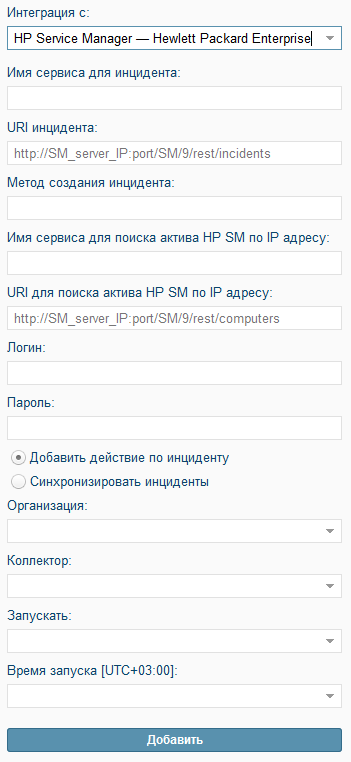 Интеграция с:
HP Service Manager — Hewlett Packard Enterprise
Имя сервиса для инцидента:
URI инцидента:
http://SM_server_IP:port/SM/9/rest/incidents
Метод создания инцидента:
Имя сервиса для поиска актива HP SM по IP адресу:
URI для поиска актива HP SM по IP адресу:
http://SM_server_IP:port/SM/9/rest/computers
Логин:
Пароль:
Добавить действие по инциденту
Синхронизировать инциденты
Организация:
Коллектор:
Запускать:
Время запуска [UTC+03:00]:
Добавить